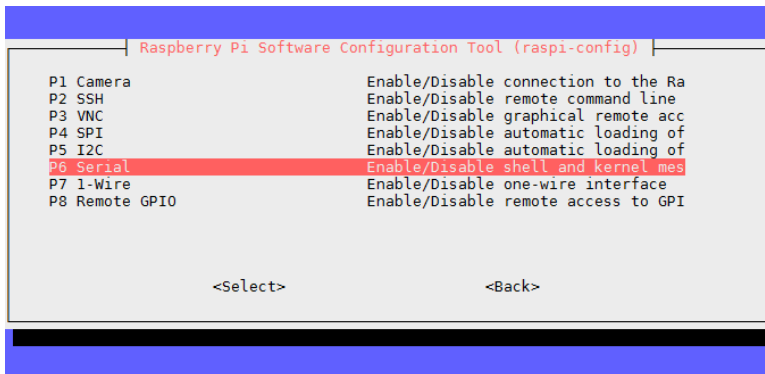 Raspberry Pi Software Configuration Tool (raspi-config)
P1 Camera Enable/Disable connection to the Ra
P2 SSH Enable/Disable remote command line
P3 VNC Enable/Disable graphical remote acc
P4 SPI Enable/Disable automatic loading of
P5 I2C Enable/Disable automatic loading of
P6 Serial Enable/Disable shell and kernel mes
P7 1-Wire Enable/Disable one-wire interface
P8 Remote GPIO Enable/Disable remote access to GPI
<Select> <Back>